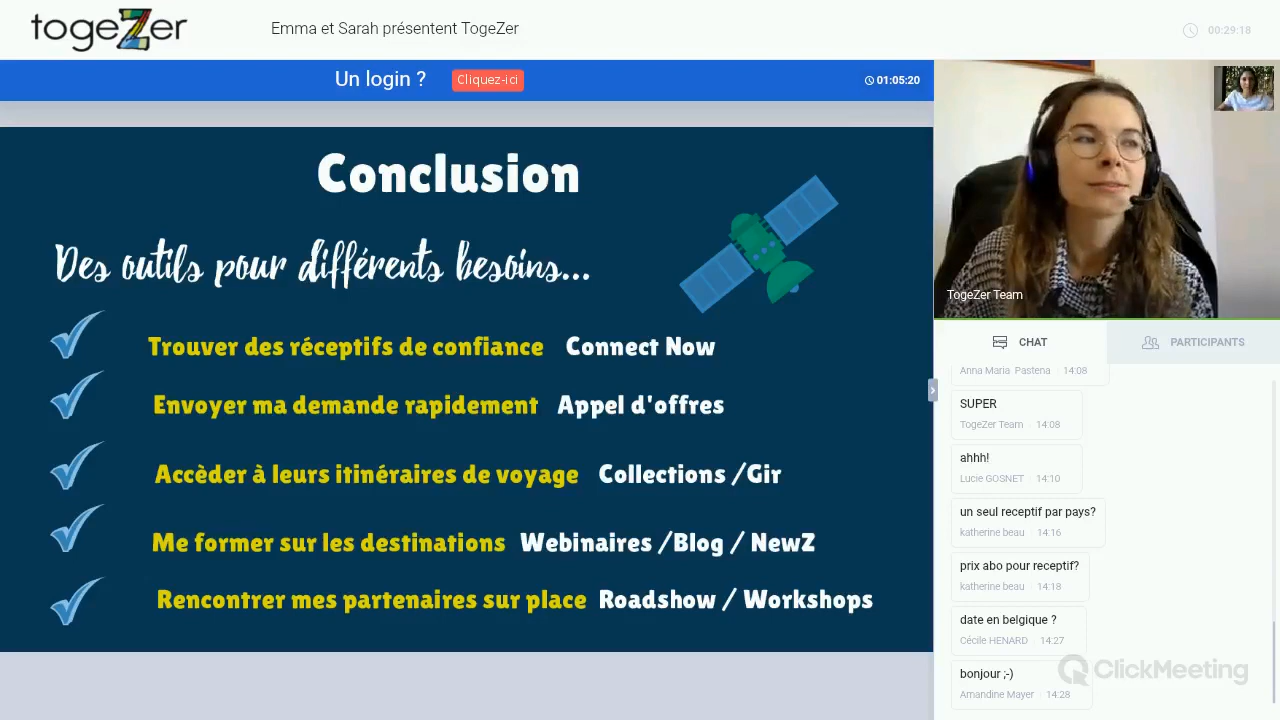 togeZer
Emma et Sarah présentent TogeZer
00:29:18
Un login ?
Cliquez-ici
01:05:20
Conclusion
Des outils pour différents besoins...
Trouver des réceptifs de confiance Connect Now
Envoyer ma demande rapidement Appel d'offres
Accèder à leurs itinéraires de voyage Collections /Gir
Me former sur les destinations Webinaires /Blog / NewZ
Rencontrer mes partenaires sur place Roadshow / Workshops
TogeZer Team
CHAT
PARTICIPANTS
Anna Maria Pastena 14:08
SUPER
TogeZer Team 14:08
ahhh!
Lucie GOSNET 14:10
un seul receptif par pays?
katherine beau 14:16
prix abo pour receptif?
katherine beau 14:18
date en belgique ?
Cécile HENARD 14:27
bonjour ;-)
Amandine Mayer 14:28
ClickMeeting